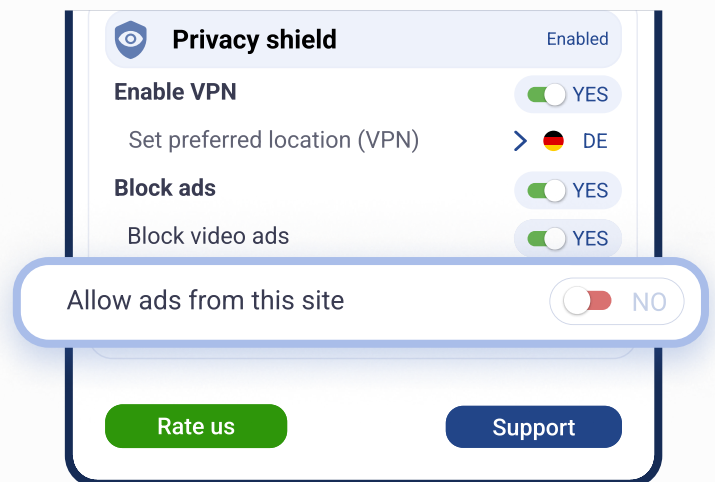 Privacy shield Enabled
Enable VPN YES
Set preferred location (VPN) DE
Block ads YES
Block video ads YES
Allow ads from this site NO
Rate us Support